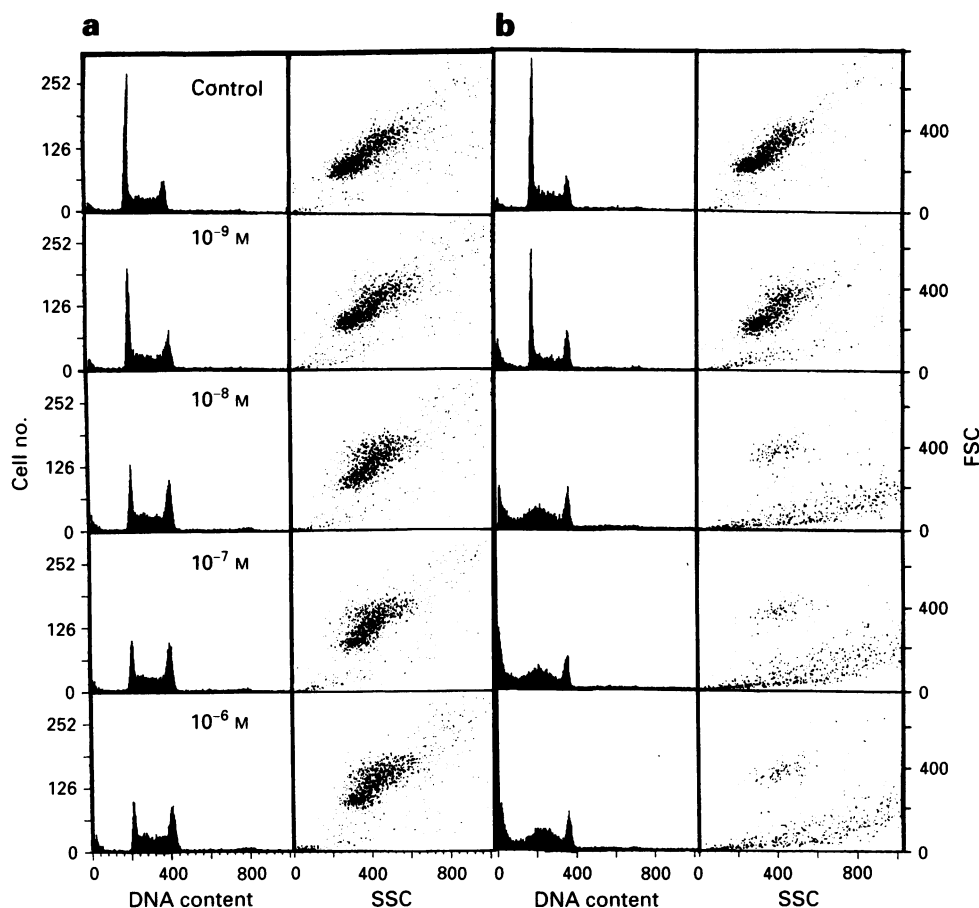 a b
252 Control
126 400
0 0
10⁻⁹ M
252
126 400
0 0
10⁻⁸ M
252
126 400
0 0
10⁻⁷ M
252
126 400
0 0
10⁻⁶ M
252
126 400
0 0
Cell no.
FSC
0 400 800 0 400 800 0 400 800 0 400 800
DNA content SSC DNA content SSC